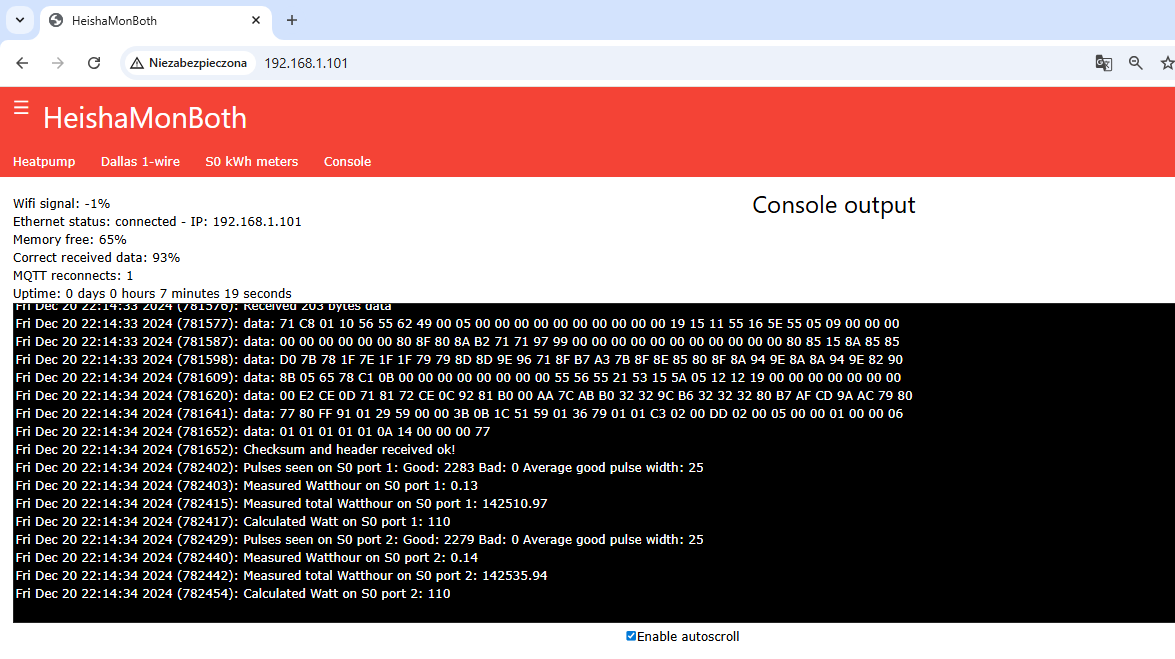 HeishaMonBoth
Niezabezpieczona 192.168.1.101
HeishaMonBoth
Heatpump Dallas 1-wire S0 kWh meters Console
Console output
Wifi signal: -1%
Ethernet status: connected - IP: 192.168.1.101
Memory free: 65%
Correct received data: 93%
MQTT reconnects: 1
Uptime: 0 days 0 hours 7 minutes 19 seconds
Fri Dec 20 22:14:33 2024 (781576): Received 203 bytes data
Fri Dec 20 22:14:33 2024 (781577): data: 71 C8 01 10 56 55 62 49 00 05 00 00 00 00 00 00 00 00 00 00 00 19 15 11 55 16 5E 55 05 09 00 00 00
Fri Dec 20 22:14:33 2024 (781587): data: 00 00 00 00 00 00 80 8F 80 8A B2 71 71 97 99 00 00 00 00 00 00 00 00 00 00 00 00 80 85 15 8A 85 85
Fri Dec 20 22:14:33 2024 (781598): data: D0 7B 78 1F 7E 1F 1F 79 79 8D 8D 9E 96 71 8F B7 A3 7B 8F 8E 85 80 8F 8A 94 9E 8A 8A 94 9E 82 90
Fri Dec 20 22:14:34 2024 (781609): data: 8B 05 65 78 C1 0B 00 00 00 00 00 00 00 00 55 56 55 21 53 15 5A 05 12 12 19 00 00 00 00 00 00 00
Fri Dec 20 22:14:34 2024 (781620): data: 00 E2 CE 0D 71 81 72 CE 0C 92 81 B0 00 AA 7C AB B0 32 32 9C B6 32 32 32 80 B7 AF CD 9A AC 79 80
Fri Dec 20 22:14:34 2024 (781641): data: 77 80 FF 91 01 29 59 00 00 3B 0B 1C 51 59 01 36 79 01 01 C3 02 00 DD 02 00 05 00 00 01 00 00 06
Fri Dec 20 22:14:34 2024 (781652): data: 01 01 01 01 01 0A 14 00 00 00 77
Fri Dec 20 22:14:34 2024 (781652): Checksum and header received ok!
Fri Dec 20 22:14:34 2024 (782402): Pulses seen on S0 port 1: Good: 2283 Bad: 0 Average good pulse width: 25
Fri Dec 20 22:14:34 2024 (782403): Measured Watthour on S0 port 1: 0.13
Fri Dec 20 22:14:34 2024 (782415): Measured total Watthour on S0 port 1: 142510.97
Fri Dec 20 22:14:34 2024 (782417): Calculated Watt on S0 port 1: 110
Fri Dec 20 22:14:34 2024 (782429): Pulses seen on S0 port 2: Good: 2279 Bad: 0 Average good pulse width: 25
Fri Dec 20 22:14:34 2024 (782440): Measured Watthour on S0 port 2: 0.14
Fri Dec 20 22:14:34 2024 (782442): Measured total Watthour on S0 port 2: 142535.94
Fri Dec 20 22:14:34 2024 (782454): Calculated Watt on S0 port 2: 110
Enable autoscroll